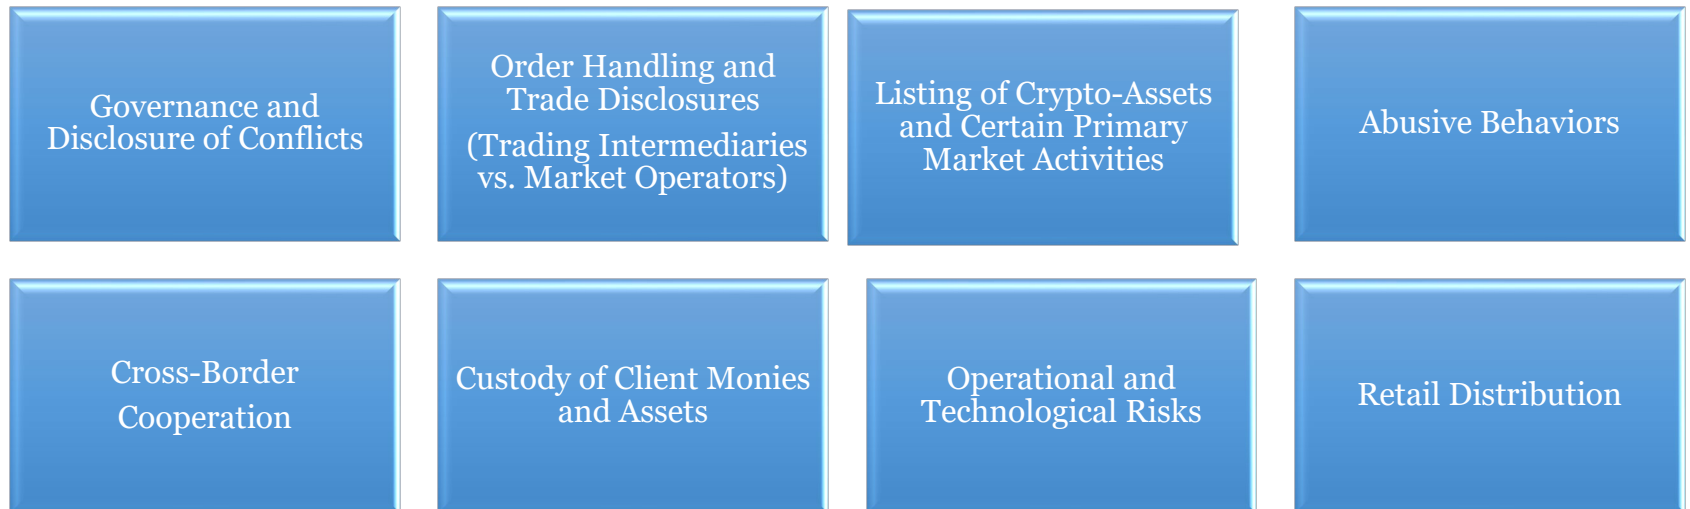 Governance and
Disclosure of Conflicts
Order Handling and
Trade Disclosures
(Trading Intermediaries
vs. Market Operators)
Listing of Crypto-Assets
and Certain Primary
Market Activities
Abusive Behaviors
Cross-Border
Cooperation
Custody of Client Monies
and Assets
Operational and
Technological Risks
Retail Distribution